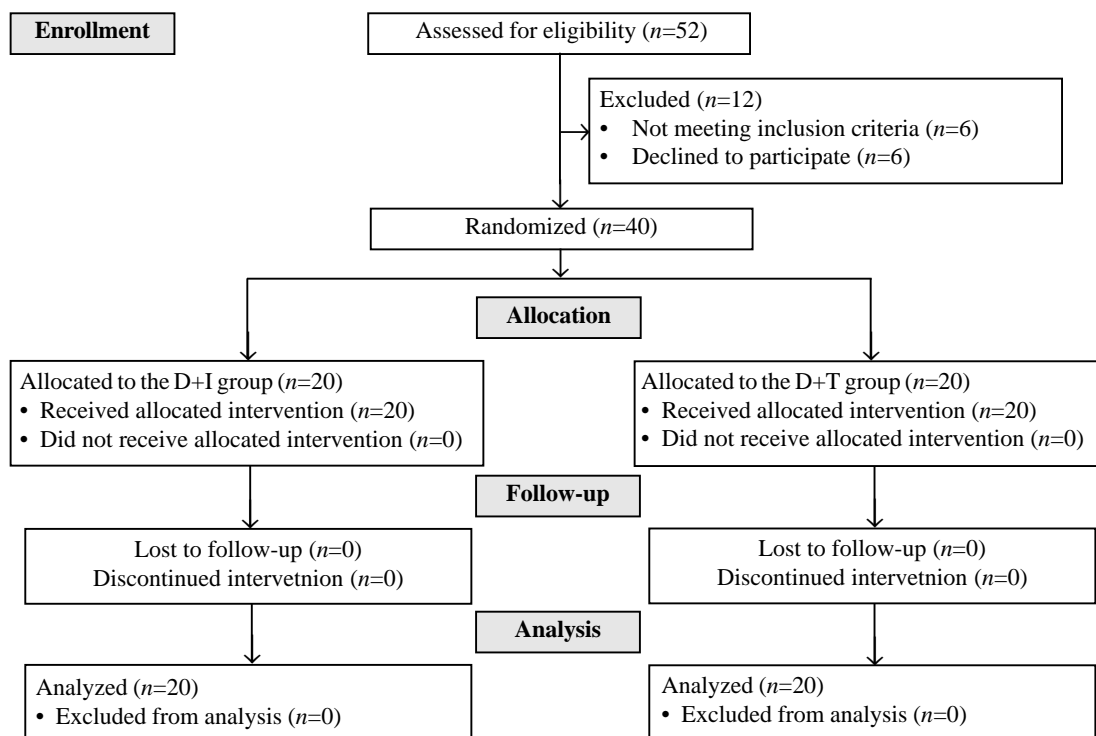 Enrollment
Assessed for eligibility (n=52)
Excluded (n=12)
• Not meeting inclusion criteria (n=6)
• Declined to participate (n=6)
Randomized (n=40)
Allocation
Allocated to the D+I group (n=20)
• Received allocated intervention (n=20)
• Did not receive allocated intervention (n=0)
Allocated to the D+T group (n=20)
• Received allocated intervention (n=20)
• Did not receive allocated intervention (n=0)
Follow-up
Lost to follow-up (n=0)
Discontinued intervetnion (n=0)
Lost to follow-up (n=0)
Discontinued intervetnion (n=0)
Analysis
Analyzed (n=20)
• Excluded from analysis (n=0)
Analyzed (n=20)
• Excluded from analysis (n=0)